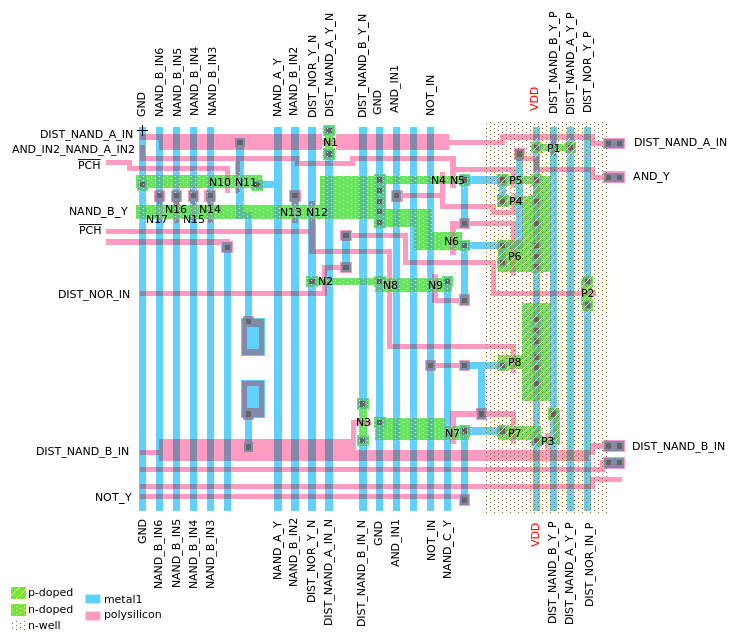 GND
NAND_B_IN6
NAND_B_IN5
NAND_B_IN4
NAND_B_IN3
NAND_A_Y
NAND_B_IN2
DIST_NOR_Y_N
DIST_NAND_A_Y_N
DIST_NAND_B_Y_N
GND
AND_IN1
NOT_IN
VDD
DIST_NAND_B_Y_P
DIST_NAND_A_Y_P
DIST_NOR_Y_P
DIST_NAND_A_IN
AND_IN2_NAND_A_IN2
PCH
NAND_B_Y
PCH
DIST_NOR_IN
DIST_NAND_B_IN
NOT_Y
DIST_NAND_A_IN
AND_Y
DIST_NAND_B_IN
N1
P1
N10 N11
N4 N5
P5
P4
N17
N16
N15
N14
N13 N12
N6
P6
N2
N8
N9
P2
P8
N3
N7
P7
P3
GND
NAND_B_IN6
NAND_B_IN5
NAND_B_IN4
NAND_B_IN3
NAND_A_Y
NAND_B_IN2
DIST_NOR_Y_N
DIST_NAND_A_IN_N
DIST_NAND_B_IN_N
GND
AND_IN1
NOT_IN
NAND_C_Y
VDD
DIST_NAND_B_Y_P
DIST_NAND_A_Y_P
DIST_NOR_IN_P
p-doped
n-doped
n-well
metal1
polysilicon